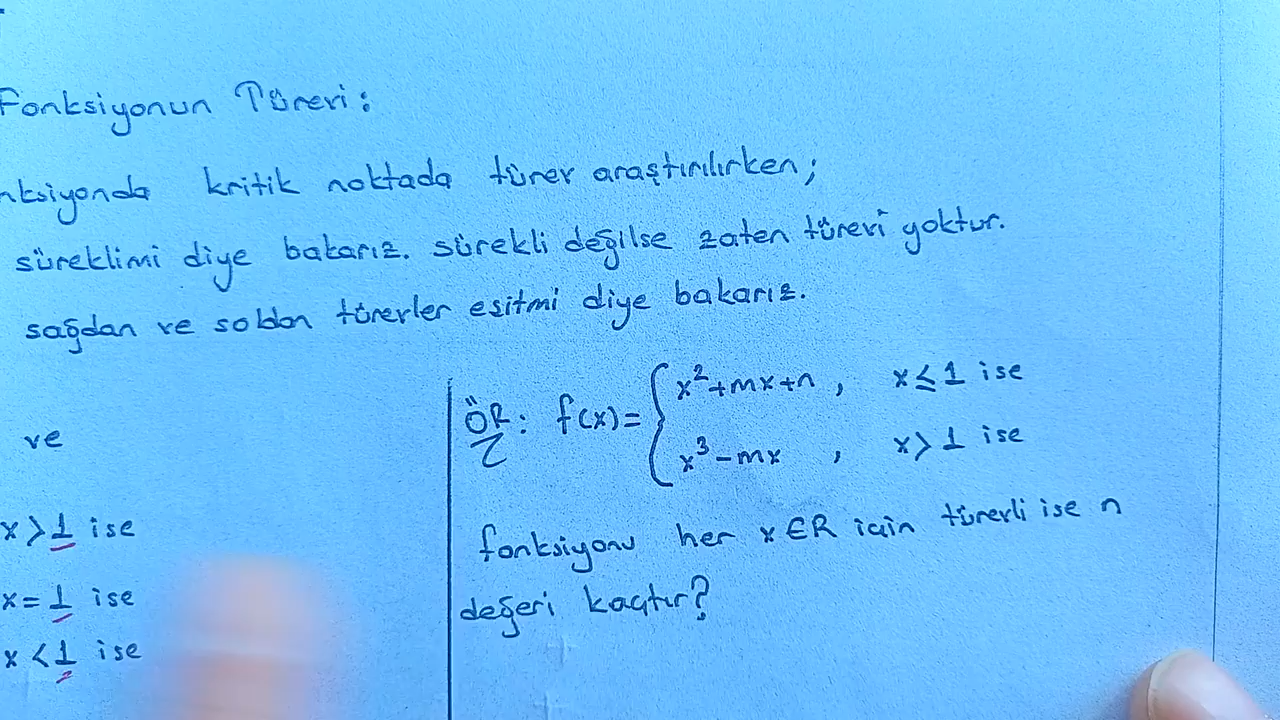 Fonksiyonun Türevi:
kritik noktada türev araştırılırken;
süreklimi diye bakarız. sürekli değilse zaten türevi yoktur.
sağdan ve soldan türevler eşitmi diye bakarız.
ve
x>1 ise
x=1 ise
x<1 ise
ÖR: f(x)= { x²+mx+n , x≤1 ise
x³-mx , x>1 ise
fonksiyonu her x∈R için türevli ise n
değeri kaçtır?